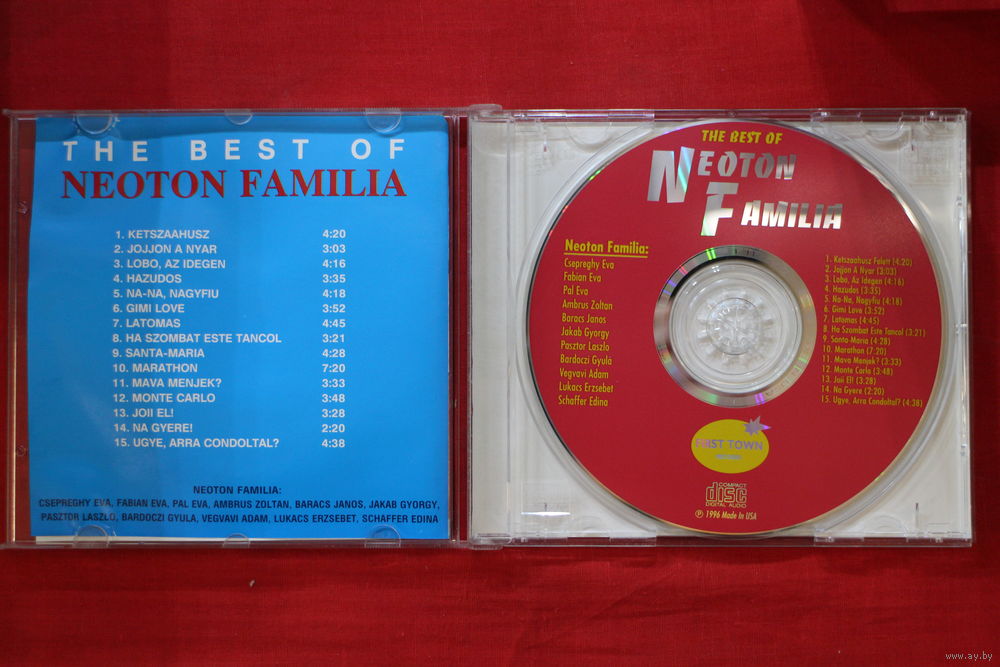 THE BEST OF
NEOTON FAMILIA
1. KETSZAAHUSZ 4:20
2. JOJJON A NYAR 3:03
3. LOBO, AZ IDEGEN 4:16
4. HAZUDOS 3:35
5. NA-NA, NAGYFIU 4:18
6. GIMI LOVE 3:52
7. LATOMAS 4:45
8. HA SZOMBAT ESTE TANCOL 3:21
9. SANTA-MARIA 4:28
10. MARATHON 7:20
11. MAVA MENJEK? 3:33
12. MONTE CARLO 3:48
13. JOII EL! 3:28
14. NA GYERE! 2:20
15. UGYE, ARRA CONDOLTAL? 4:38
NEOTON FAMILIA:
CSEPREGHY EVA, FABIAN EVA, PAL EVA, AMBRUS ZOLTAN, BARACS JANOS, JAKAB GYORGY,
PASZTOR LASZLO, BARDOCZI GYULA, VEGVAVI ADAM, LUKACS ERZSEBET, SCHAFFER EDINA
THE BEST OF
NEOTON
FAMILIA
Neoton Familia:
Csepreghy Eva
Fabian Eva
Pal Eva
Ambrus Zolton
Baracs Janos
Jakab Gyorgy
Pasztor Laszlo
Bardoczi Gyula
Vegvavi Adam
Lukacs Erzsebet
Schaffer Edina
1. Ketszaahusz Felett (4:20)
2. Jojjon A Nyar (3:03)
3. Lobo, Az Idegen (4:16)
4. Hazudos (3:35)
5. Na-Na, Nagyfiu (4:18)
6. Gimi Love (3:52)
7. Latomas (4:45)
8. Ha Szombat Este Tancol (3:21)
9. Santo-Maria (4:28)
10. Marathon (7:20)
11. Mava Menjek? (3:33)
12. Monte Carlo (3:48)
13. Joii El! (3:28)
14. Na Gyere (2:20)
15. Ugye, Arra Condoltal? (4:38)
FIRST TOWN
COMPACT
disc
DIGITAL AUDIO
℗ 1996 Made In USA
www.ay.by